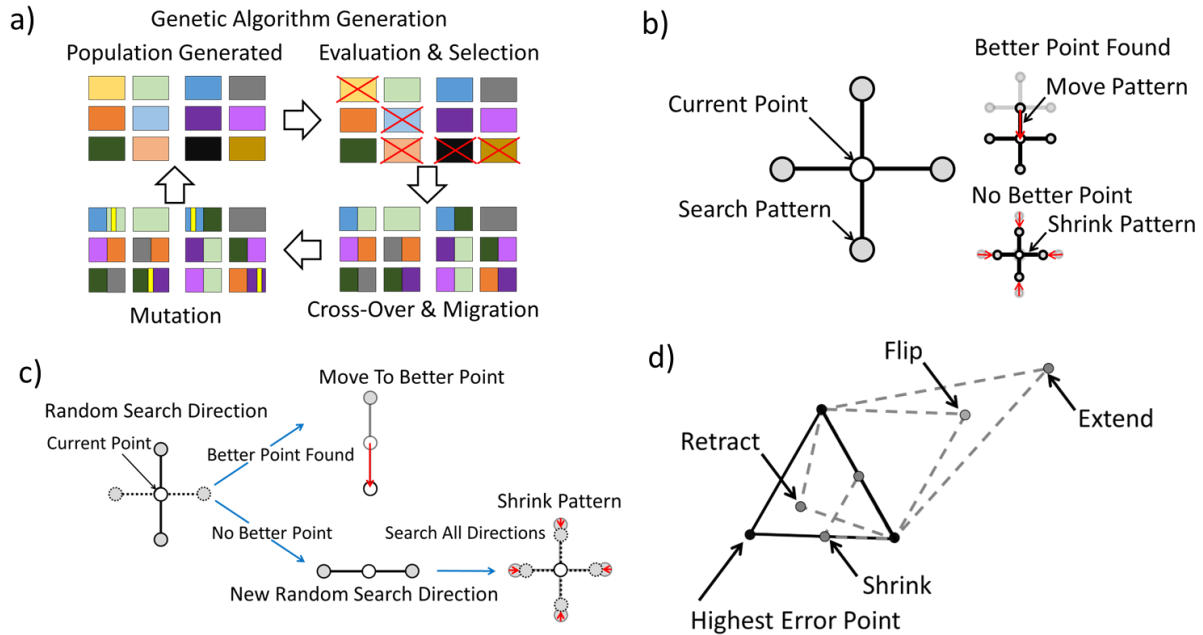 a)
Genetic Algorithm Generation
Population Generated
Evaluation & Selection
Mutation
Cross-Over & Migration
b)
Current Point
Search Pattern
Better Point Found
Move Pattern
No Better Point
Shrink Pattern
c)
Random Search Direction
Current Point
Better Point Found
Move To Better Point
No Better Point
New Random Search Direction
Search All Directions
Shrink Pattern
d)
Flip
Extend
Retract
Shrink
Highest Error Point